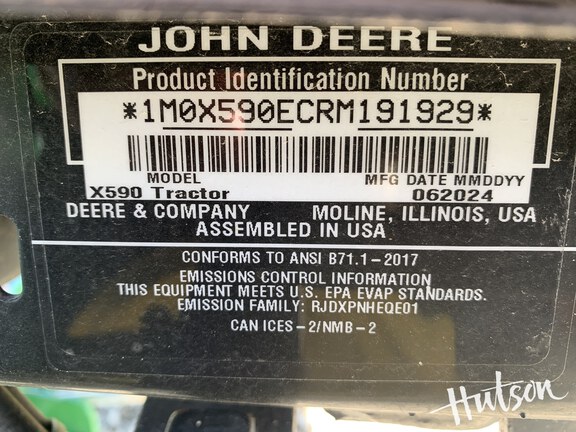 JOHN DEERE
Product Identification Number
*1M0X590ECRM191929*
MODEL MFG DATE MMDDYY
X590 Tractor 062024
DEERE & COMPANY MOLINE, ILLINOIS, USA
ASSEMBLED IN USA
CONFORMS TO ANSI B71.1-2017
EMISSIONS CONTROL INFORMATION
THIS EQUIPMENT MEETS U.S. EPA EVAP STANDARDS.
EMISSION FAMILY: RJDXPNHEQE01
CAN ICES-2/NMB-2
Hutson